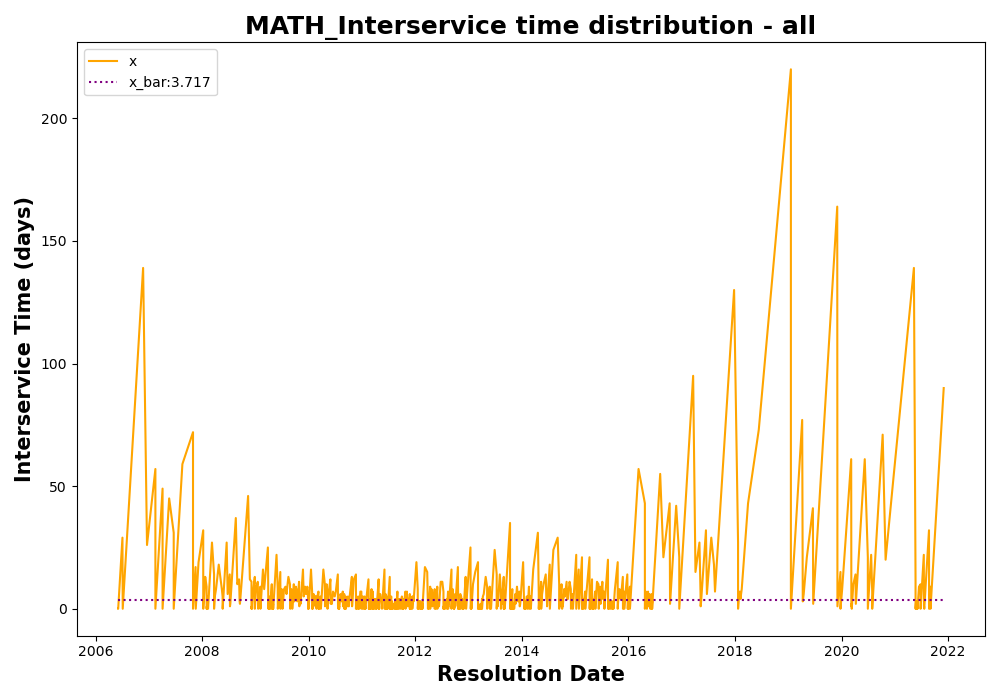 MATH_Interservice time distribution - all
x
x_bar:3.717
Interservice Time (days)
200
150
100
50
0
2006 2008 2010 2012 2014 2016 2018 2020 2022
Resolution Date